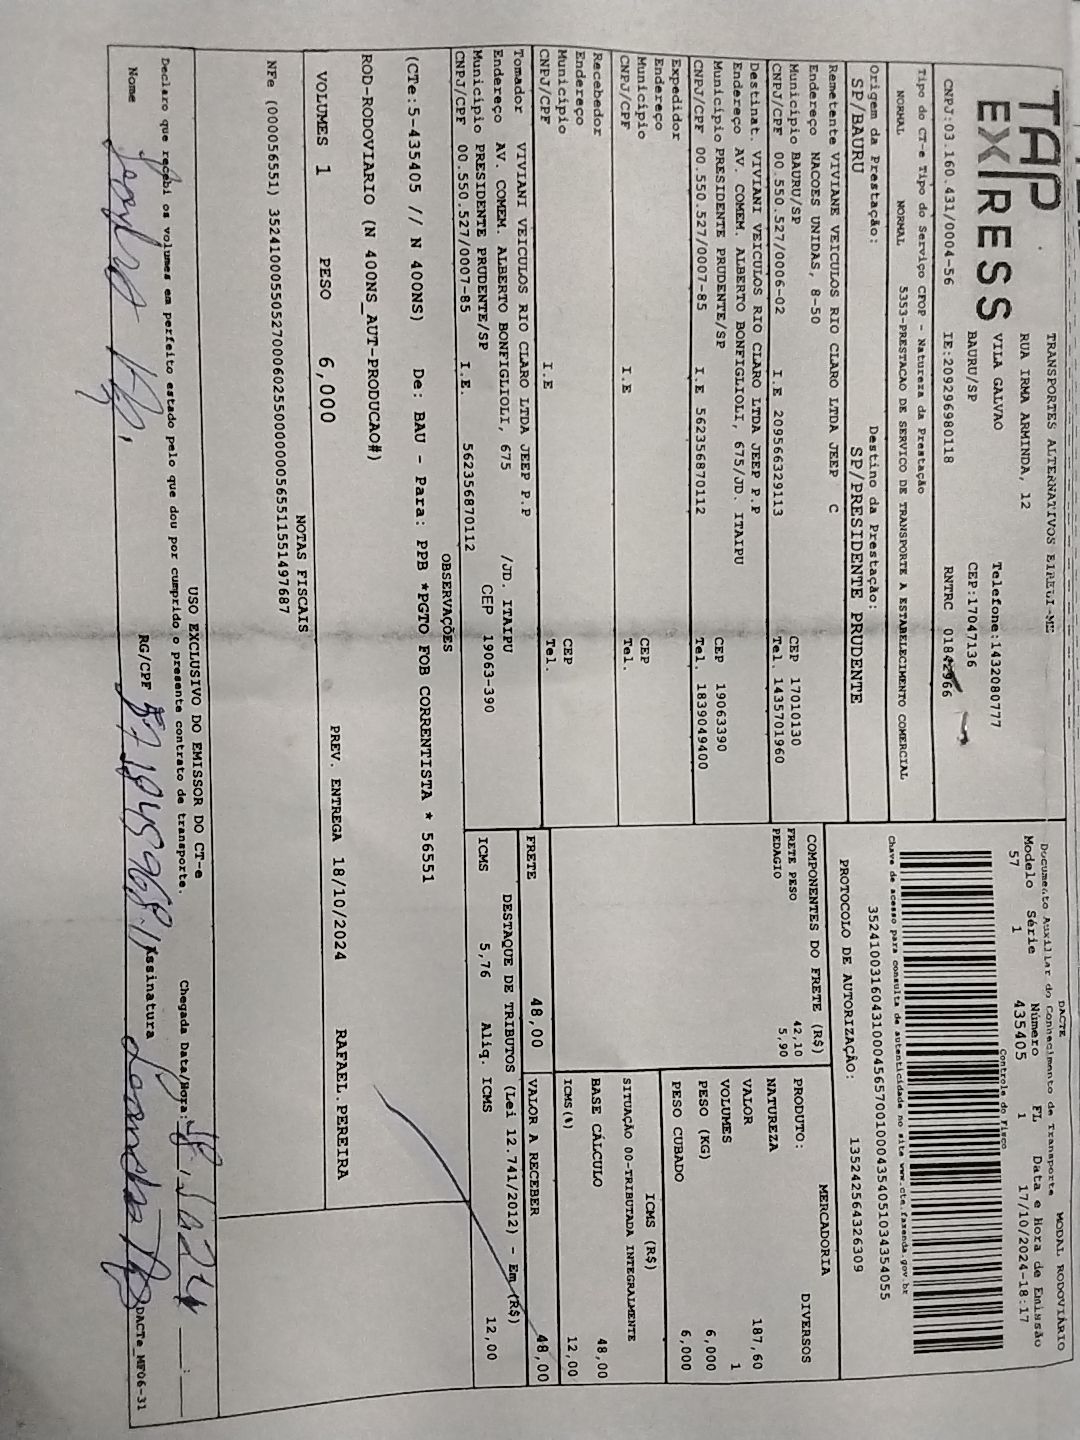 TAP EXPRESS
TRANSPORTES ALTERNATIVOS EIRELI-ME
RUA IRMA ARMINDA, 12
VILA GALVAO Telefone:1432080777
BAURU/SP CEP:17047136
CNPJ:03.160.431/0004-56 IE:209296980118 RNTRC 01842966
Tipo do CT-e Tipo do Serviço CFOP - Natureza da Prestação
NORMAL NORMAL 5353-PRESTACAO DE SERVICO DE TRANSPORTE A ESTABELECIMENTO COMERCIAL
Origem da Prestação: Destino da Prestação:
SP/BAURU SP/PRESIDENTE PRUDENTE
Remetente VIVIANE VEICULOS RIO CLARO LTDA JEEP C
Endereço NACOES UNIDAS, 8-50
Município BAURU/SP CEP 17010130
CNPJ/CPF 00.550.527/0006-02 I.E 209566329113 Tel. 1435701960
Destinat. VIVIANI VEICULOS RIO CLARO LTDA JEEP P.P
Endereço AV. COMEM. ALBERTO BONFIGLIOLI, 675/JD. ITAIPU
Município PRESIDENTE PRUDENTE/SP CEP 19063390
CNPJ/CPF 00.550.527/0007-85 I.E 562356870112 Tel. 1839049400
Expedidor
Endereço
Município CEP
CNPJ/CPF I.E Tel.
Recebedor
Endereço
Município CEP
CNPJ/CPF I.E Tel.
Tomador VIVIANI VEICULOS RIO CLARO LTDA JEEP P.P
Endereço AV. COMEM. ALBERTO BONFIGLIOLI, 675 /JD. ITAIPU
Município PRESIDENTE PRUDENTE/SP CEP 19063-390
CNPJ/CPF 00.550.527/0007-85 I.E. 562356870112
DACTE MODAL RODOVIÁRIO
Documento Auxiliar do Conhecimento de Transporte
Modelo Série Número FL Data e Hora de Emissão
57 1 435405 1 17/10/2024-18:17
Controle do Fisco
Chave de acesso para consulta de autenticidade no site www.cte.fazenda.gov.br
35241003160431000456570010004354051034354055
PROTOCOLO DE AUTORIZAÇÃO: 135242564326309
COMPONENTES DO FRETE (R$)
FRETE PESO 42,10
PEDAGIO 5,90
FRETE 48,00
MERCADORIA
PRODUTO: DIVERSOS
NATUREZA
VALOR 187,60
VOLUMES 1
PESO (KG) 6,000
PESO CUBADO 6,000
ICMS (R$)
SITUAÇÃO 00-TRIBUTADA INTEGRALMENTE
BASE CÁLCULO 48,00
ICMS(%) 12,00
VALOR A RECEBER 48,00
DESTAQUE DE TRIBUTOS (Lei 12.741/2012) - Em (R$)
ICMS 5,76 Aliq. ICMS 12,00
OBSERVAÇÕES
(CTe:5-435405 // N 400NS) De: BAU - Para: PPB *PGTO FOB CORRENTISTA * 56551
ROD-RODOVIARIO (N 400NS_AUT-PRODUCAO#)
VOLUMES 1 PESO 6,000 PREV. ENTREGA 18/10/2024 RAFAEL.PEREIRA
NOTAS FISCAIS
NFe (000056551) 35241000550527000602550000000565511551497687
USO EXCLUSIVO DO EMISSOR DO CT-e
Declaro que recebi os volumes em perfeito estado pelo que dou por cumprido o presente contrato de transporte. Chegada Data/Hora:
Nome RG/CPF Assinatura
DACTe_MF06-31